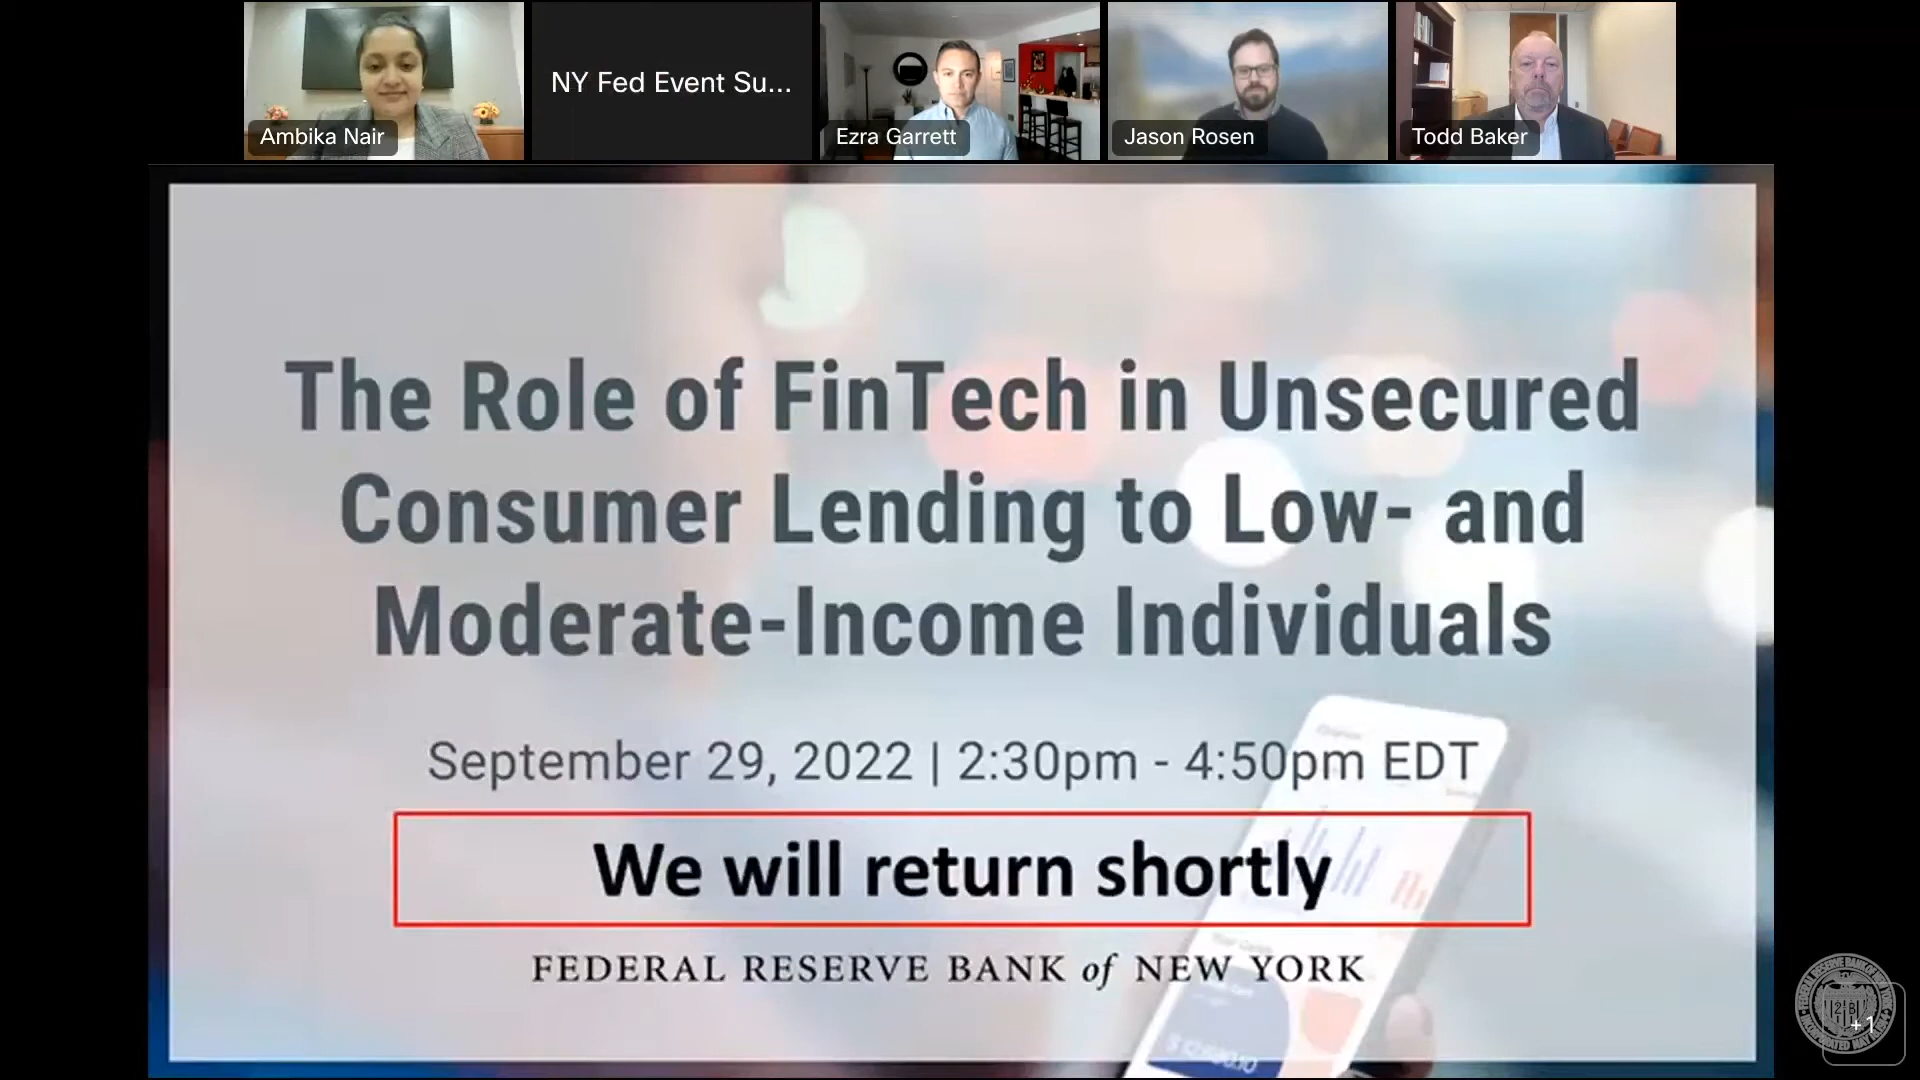 Ambika Nair
NY Fed Event Su...
Ezra Garrett
Jason Rosen
Todd Baker
The Role of FinTech in Unsecured
Consumer Lending to Low- and
Moderate-Income Individuals
September 29, 2022 | 2:30pm - 4:50pm EDT
We will return shortly
FEDERAL RESERVE BANK of NEW YORK
+1